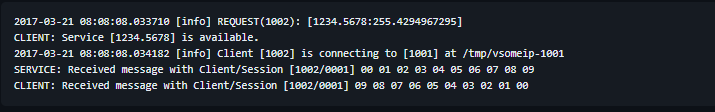 2017-03-21 08:08:08.033710 [info] REQUEST(1002): [1234.5678:255.4294967295]
CLIENT: Service [1234.5678] is available.
2017-03-21 08:08:08.034182 [info] Client [1002] is connecting to [1001] at /tmp/vsomeip-1001
SERVICE: Received message with Client/Session [1002/0001] 00 01 02 03 04 05 06 07 08 09
CLIENT: Received message with Client/Session [1002/0001] 09 08 07 06 05 04 03 02 01 00